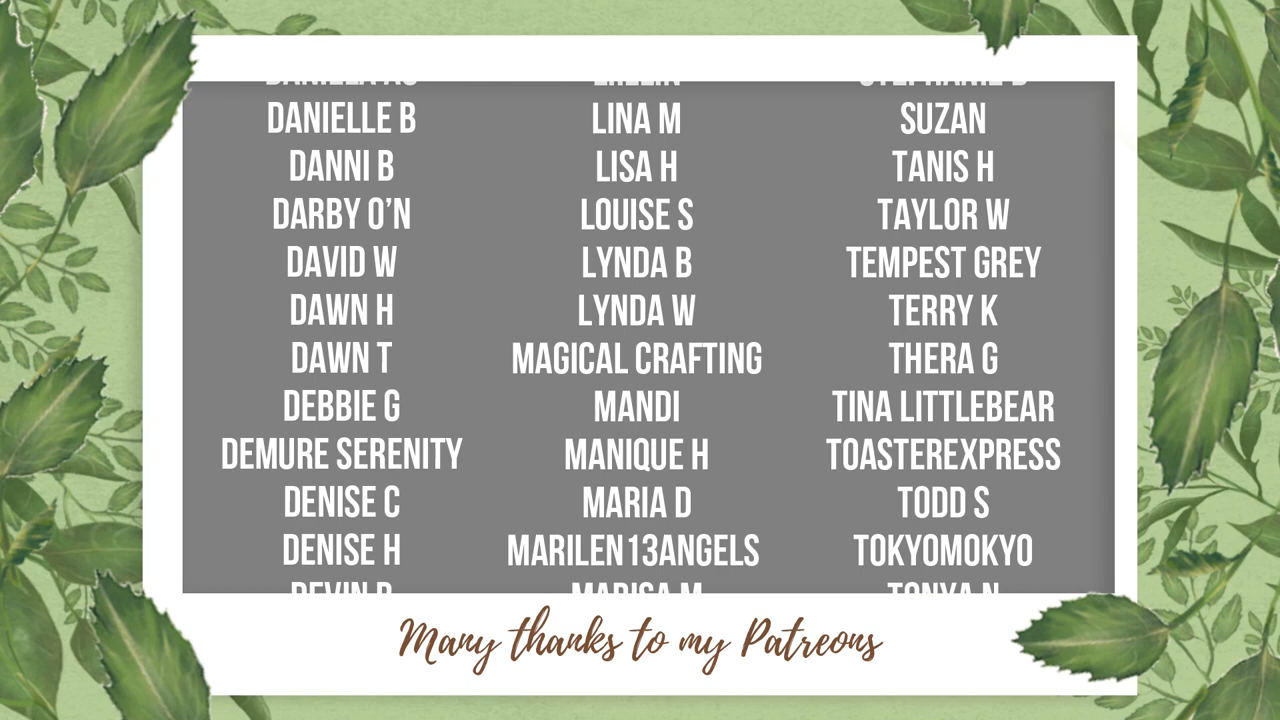 DANIELLE B
DANNI B
DARBY O’N
DAVID W
DAWN H
DAWN T
DEBBIE G
DEMURE SERENITY
DENISE C
DENISE H
LINA M
LISA H
LOUISE S
LYNDA B
LYNDA W
MAGICAL CRAFTING
MANDI
MANIQUE H
MARIA D
MARILEN13ANGELS
MARISA M
SUZAN
TANIS H
TAYLOR W
TEMPEST GREY
TERRY K
THERA G
TINA LITTLEBEAR
TOASTEREXPRESS
TODD S
TOKYOMOKYO
TONYA N
Many thanks to my Patreons